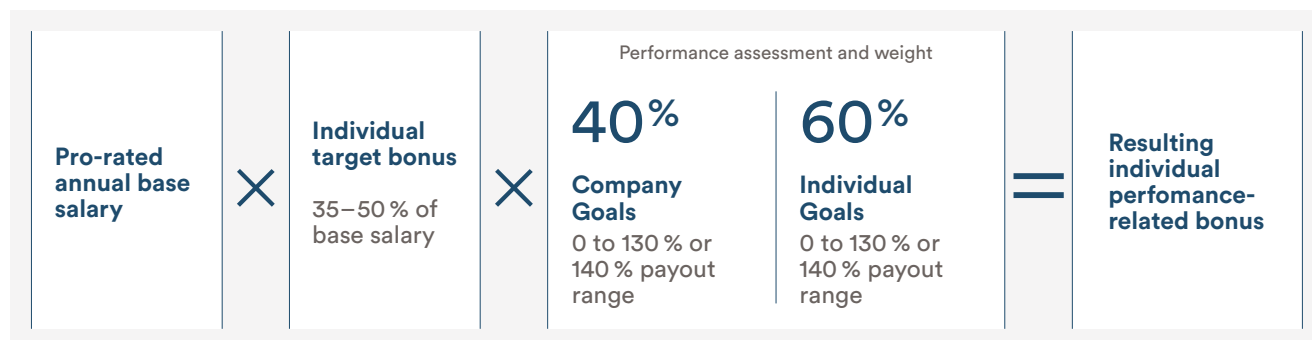 Performance assessment and weight
Pro-rated
annual base
salary
×
Individual
target bonus
35–50 % of
base salary
×
40%
Company
Goals
0 to 130 % or
140 % payout
range
60%
Individual
Goals
0 to 130 % or
140 % payout
range
=
Resulting
individual
perfomance-
related bonus